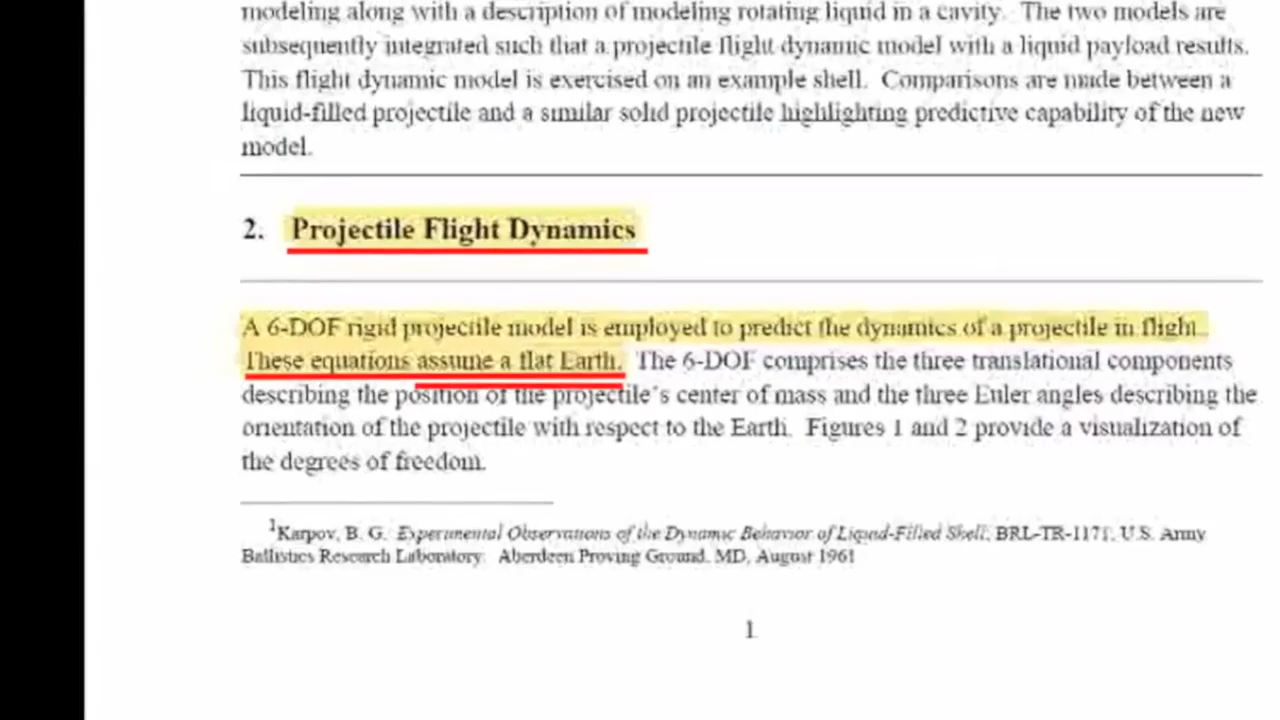 modeling along with a description of modeling rotating liquid in a cavity. The two models are
subsequently integrated such that a projectile flight dynamic model with a liquid payload results.
This flight dynamic model is exercised on an example shell. Comparisons are made between a
liquid-filled projectile and a similar solid projectile highlighting predictive capability of the new
model.
2. Projectile Flight Dynamics
A 6-DOF rigid projectile model is employed to predict the dynamics of a projectile in flight.
These equations assume a flat Earth. The 6-DOF comprises the three translational components
describing the position of the projectile's center of mass and the three Euler angles describing the
orientation of the projectile with respect to the Earth. Figures 1 and 2 provide a visualization of
the degrees of freedom.
1Karpov, B. G. Experimental Observations of the Dynamic Behavior of Liquid-Filled Shell; BRL-TR-1171; U.S. Army
Ballistics Research Laboratory: Aberdeen Proving Ground, MD, August 1961
1